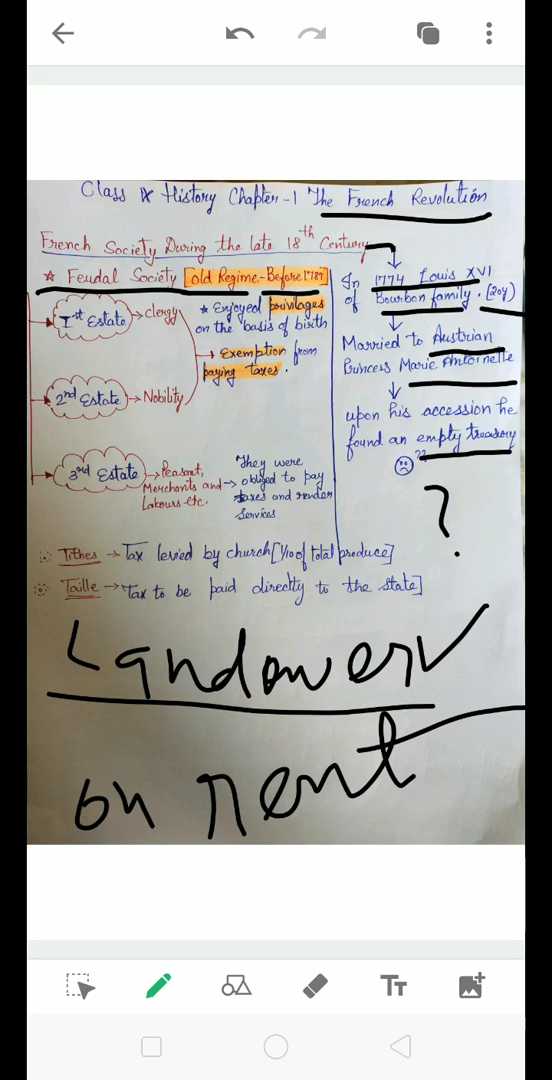 Class IX History Chapter-1 The French Revolution
French Society During the late 18th Century
★ Feudal Society [old Regime-Before 1789]
1st Estate → clergy
★ Enjoyed privilages
on the basis of birth
→ Exemption from
paying taxes.
2nd Estate → Nobility
3rd Estate → Peasant,
Merchants and
Labours etc.
→ They were
obliged to pay
taxes and render
Services
In 1774 Louis XVI
of Bourbon family. (20y)
Married to Austrian
Princess Marie Antoinette
upon his accession he
found an empty treasury
?
Tithes → Tax levied by church [1/10 of total produce]
Taille → Tax to be paid directly to the state]
Landower
on rent
TT